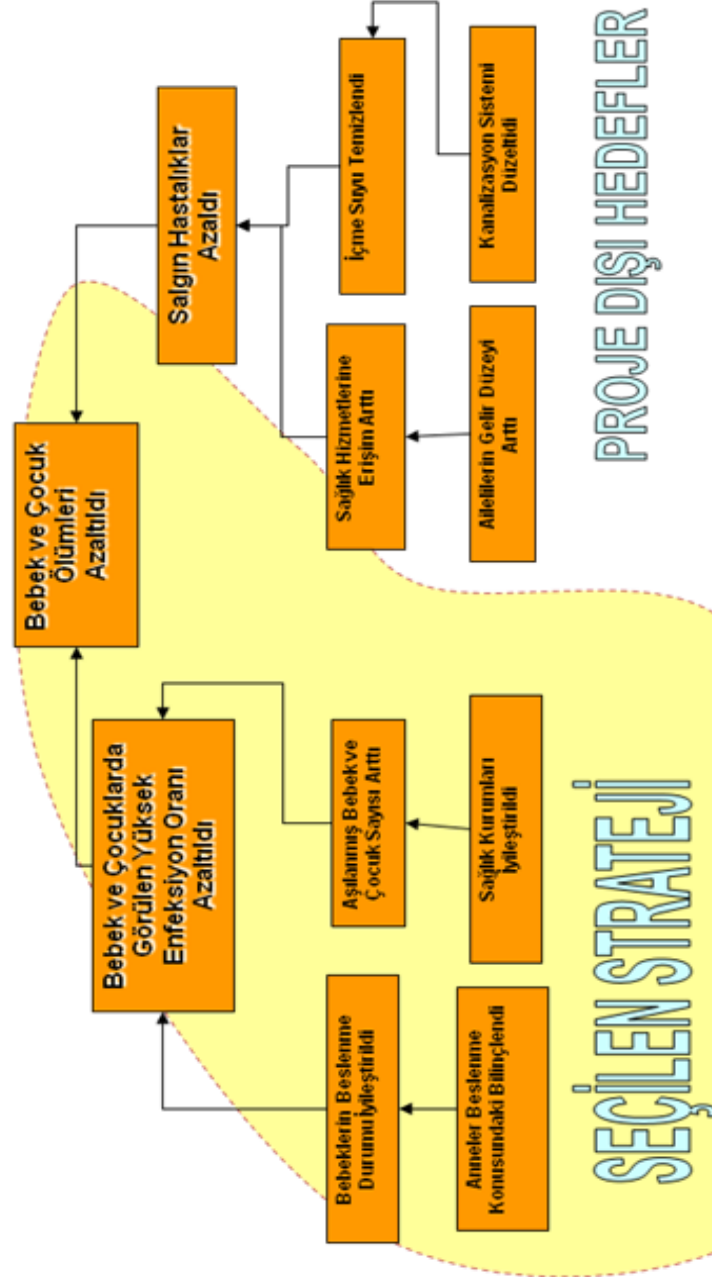 Bebek ve Çocuk
Ölümleri
Azaltıldı
Bebek ve Çocuklarda
Görülen Yüksek
Enfeksiyon Oranı
Azaltıldı
Salgın Hastalıklar
Azaldı
Bebeklerin Beslenme
Durumu İyileştirildi
Aşılanmış Bebek ve
Çocuk Sayısı Arttı
Sağlık Hizmetlerine
Erişim Arttı
İçme Suyu Temizlendi
Anneler Beslenme
Konusundaki Bilinçlendi
Sağlık Kurumları
İyileştirildi
Ailelilerin Gelir Düzeyi
Arttı
Kanalizasyon Sistemi
Düzeltidi
SEÇİLEN STRATEJİ
PROJE DIŞI HEDEFLER